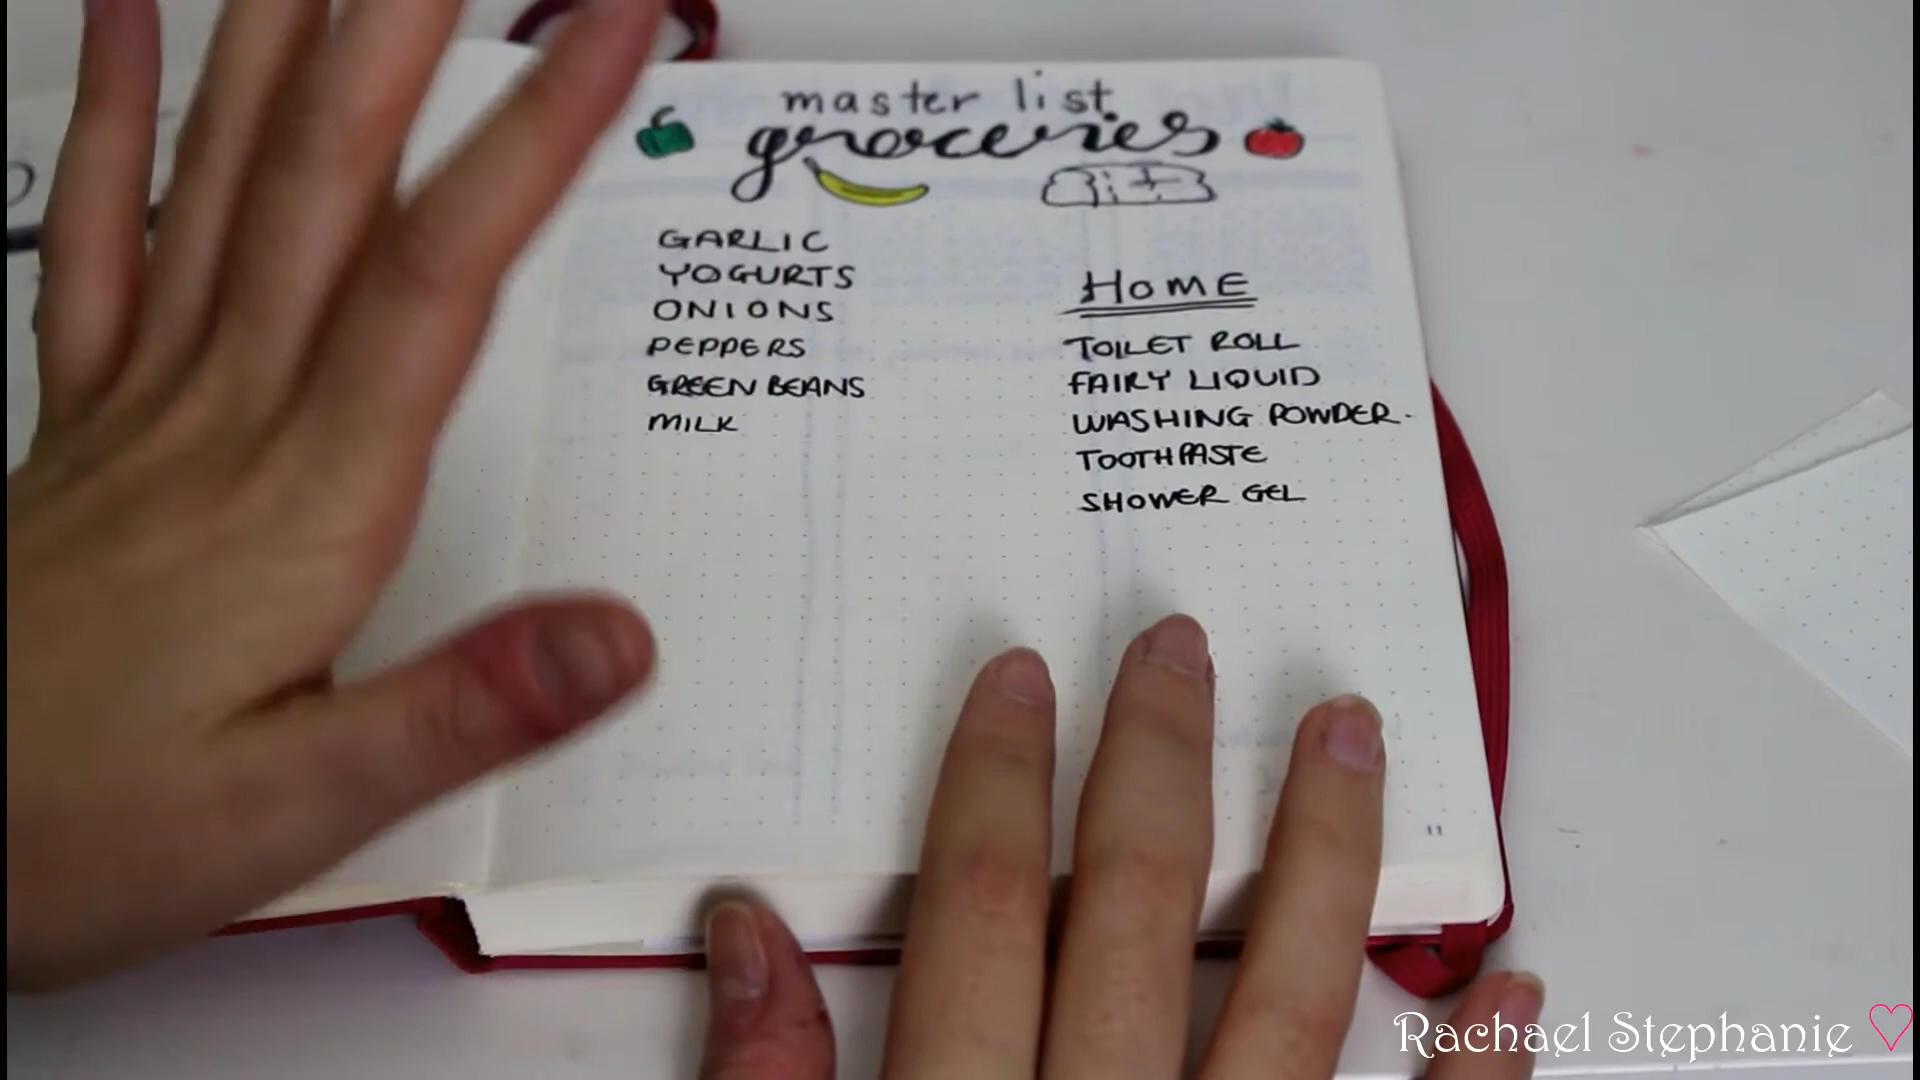 master list
groceries
GARLIC
YOGURTS
ONIONS
PEPPERS
GREEN BEANS
MILK
HOME
TOILET ROLL
FAIRY LIQUID
WASHING POWDER.
TOOTHPASTE
SHOWER GEL
11
Rachael Stephanie ♡